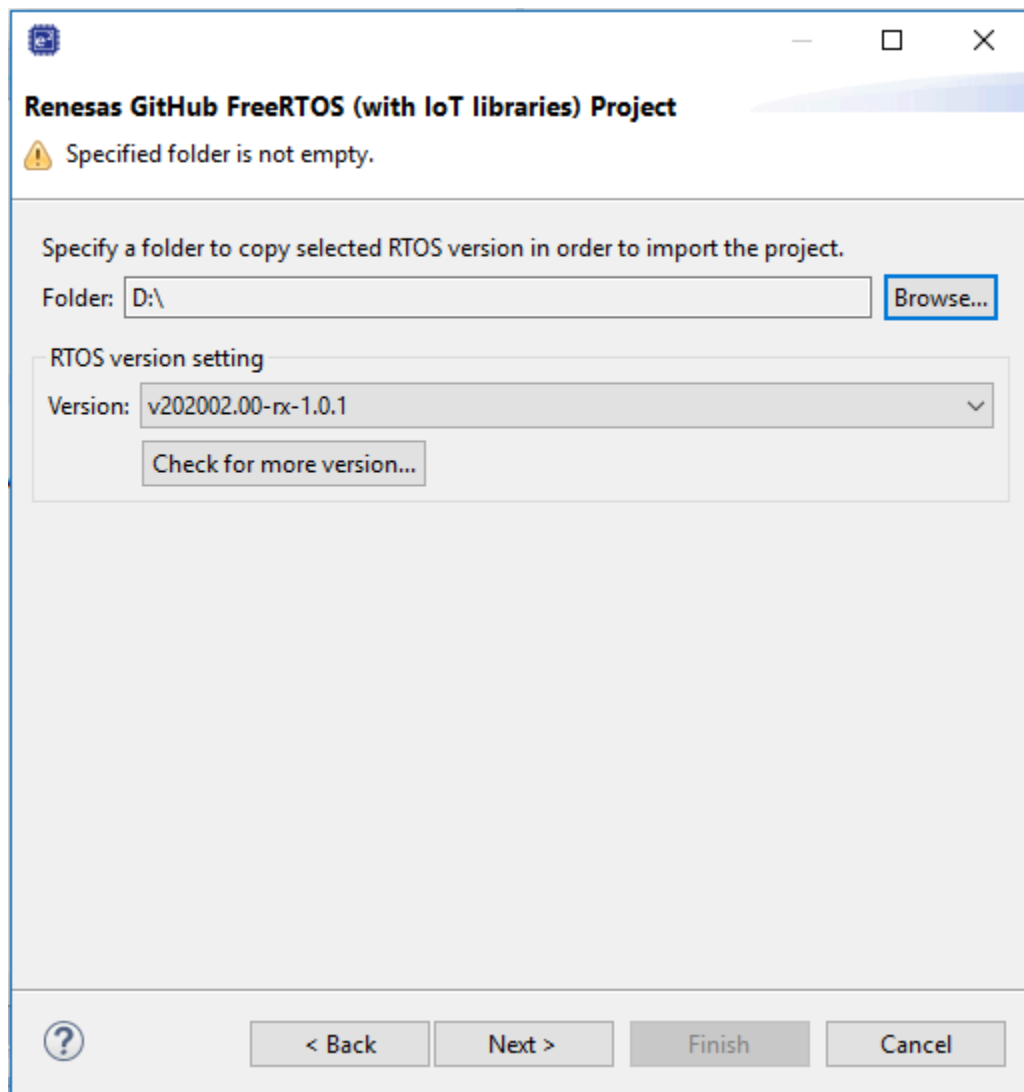 Renesas GitHub FreeRTOS (with IoT libraries) Project
Specified folder is not empty.
Specify a folder to copy selected RTOS version in order to import the project.
Folder: D:\ Browse...
RTOS version setting
Version: v202002.00-rx-1.0.1
Check for more version...
< Back Next > Finish Cancel